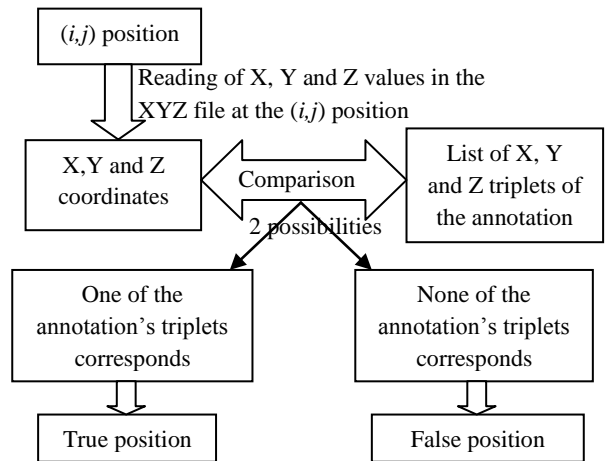 (i,j) position
Reading of X, Y and Z values in the
XYZ file at the (i,j) position
X,Y and Z
coordinates
Comparison
List of X, Y
and Z triplets of
the annotation
2 possibilities
One of the
annotation's triplets
corresponds
None of the
annotation's triplets
corresponds
True position
False position